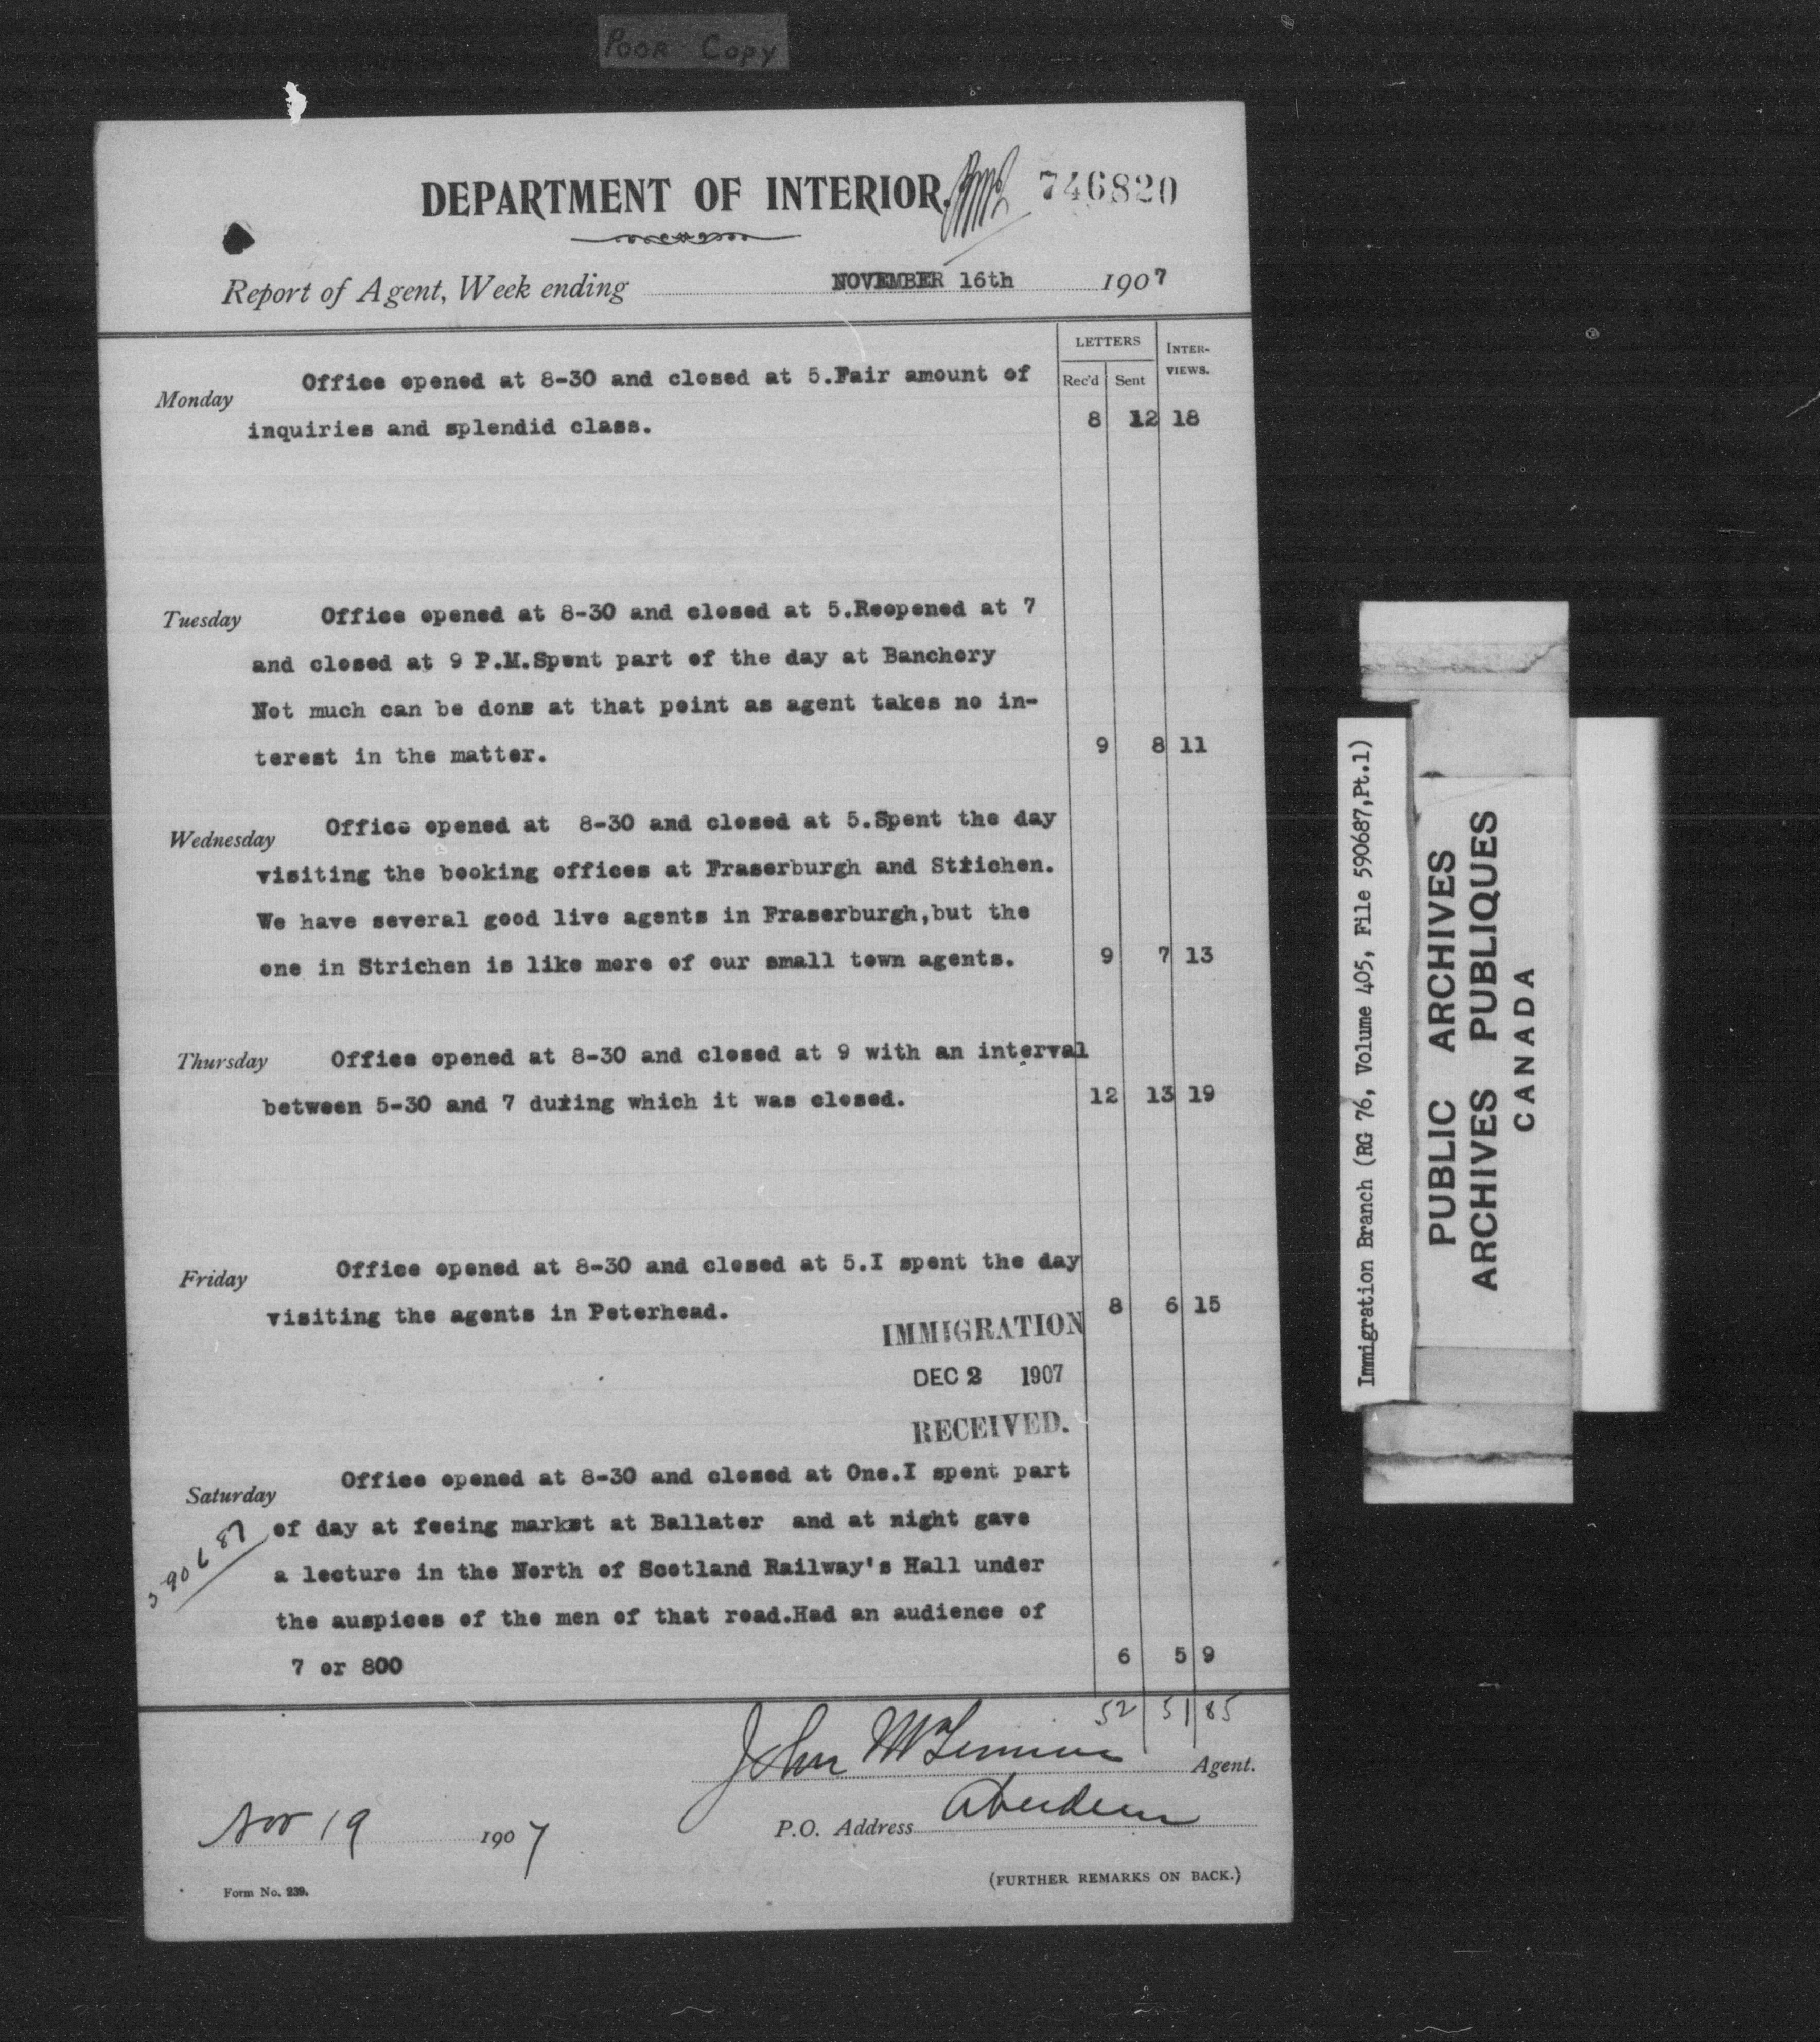 POOR COPY
DEPARTMENT OF INTERIOR. 746820
Report of Agent, Week ending NOVEMBER 16th 1907
LETTERS INTER-VIEWS.
Rec'd Sent
Monday Office opened at 8-30 and closed at 5.Fair amount of
inquiries and splendid class. 8 12 18
Tuesday Office opened at 8-30 and closed at 5.Reopened at 7
and closed at 9 P.M.Spent part of the day at Banchory
Not much can be done at that point as agent takes no in-
terest in the matter. 9 8 11
Wednesday Office opened at 8-30 and closed at 5.Spent the day
visiting the booking offices at Fraserburgh and Strichen.
We have several good live agents in Fraserburgh,but the
one in Strichen is like more of our small town agents. 9 7 13
Thursday Office opened at 8-30 and closed at 9 with an interval
between 5-30 and 7 during which it was closed. 12 13 19
Friday Office opened at 8-30 and closed at 5.I spent the day
visiting the agents in Peterhead. 8 6 15
IMMIGRATION
DEC 2 1907
RECEIVED.
Saturday Office opened at 8-30 and closed at One.I spent part
of day at feeing market at Ballater and at night gave
590687
a lecture in the North of Scotland Railway's Hall under
the auspices of the men of that road.Had an audience of
7 or 800 6 5 9
52 51 85
John Agent.
Nov 19 1907
P.O. Address Aberdeen
(FURTHER REMARKS ON BACK.)
Form No. 239.
Immigration Branch (RG 76, Volume 405, File 590687,Pt.1)
PUBLIC ARCHIVES
ARCHIVES PUBLIQUES
CANADA